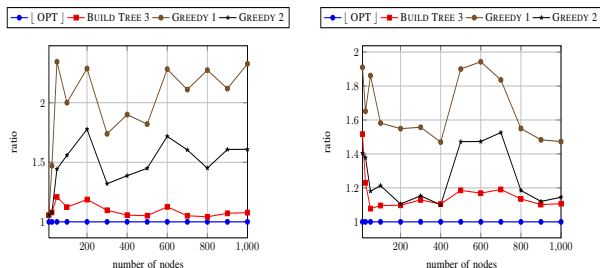 ⌊ OPT ⌋ BUILD TREE 3 GREEDY 1 GREEDY 2
2
1.5
1
ratio
200 400 600 800 1,000
number of nodes
⌊ OPT ⌋ BUILD TREE 3 GREEDY 1 GREEDY 2
2
1.8
1.6
1.4
1.2
1
ratio
200 400 600 800 1,000
number of nodes